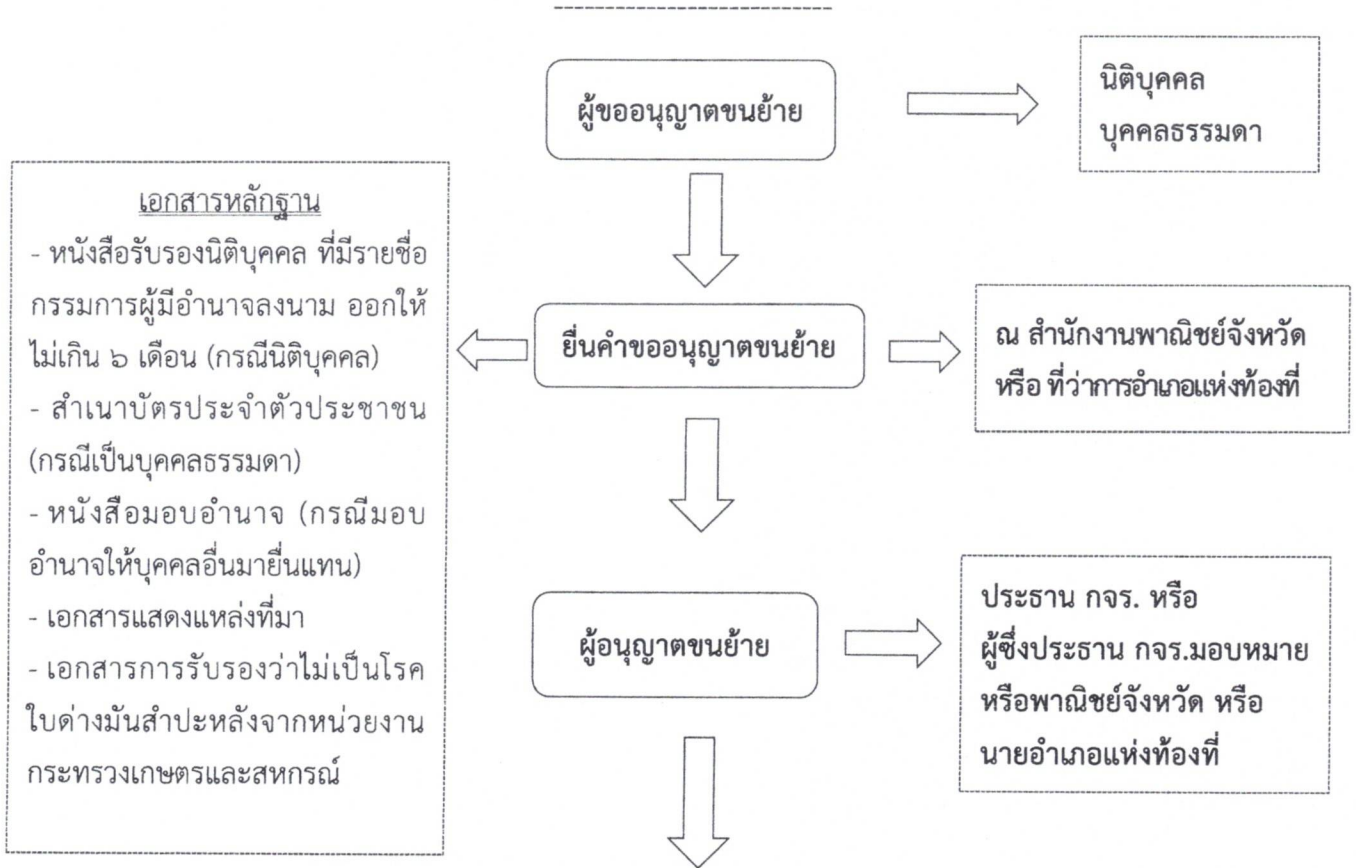 ผู้ขออนุญาตขนย้าย
นิติบุคคล
บุคคลธรรมดา
เอกสารหลักฐาน
- หนังสือรับรองนิติบุคคล ที่มีรายชื่อ
กรรมการผู้มีอำนาจลงนาม ออกให้
ไม่เกิน ๖ เดือน (กรณีนิติบุคคล)
- สำเนาบัตรประจำตัวประชาชน
(กรณีเป็นบุคคลธรรมดา)
- หนังสือมอบอำนาจ (กรณีมอบ
อำนาจให้บุคคลอื่นมายื่นแทน)
- เอกสารแสดงแหล่งที่มา
- เอกสารการรับรองว่าไม่เป็นโรค
ใบด่างมันสำปะหลังจากหน่วยงาน
กระทรวงเกษตรและสหกรณ์
ยื่นคำขออนุญาตขนย้าย
ณ สำนักงานพาณิชย์จังหวัด
หรือ ที่ว่าการอำเภอแห่งท้องที่
ผู้อนุญาตขนย้าย
ประธาน กจร. หรือ
ผู้ซึ่งประธาน กจร.มอบหมาย
หรือพาณิชย์จังหวัด หรือ
นายอำเภอแห่งท้องที่